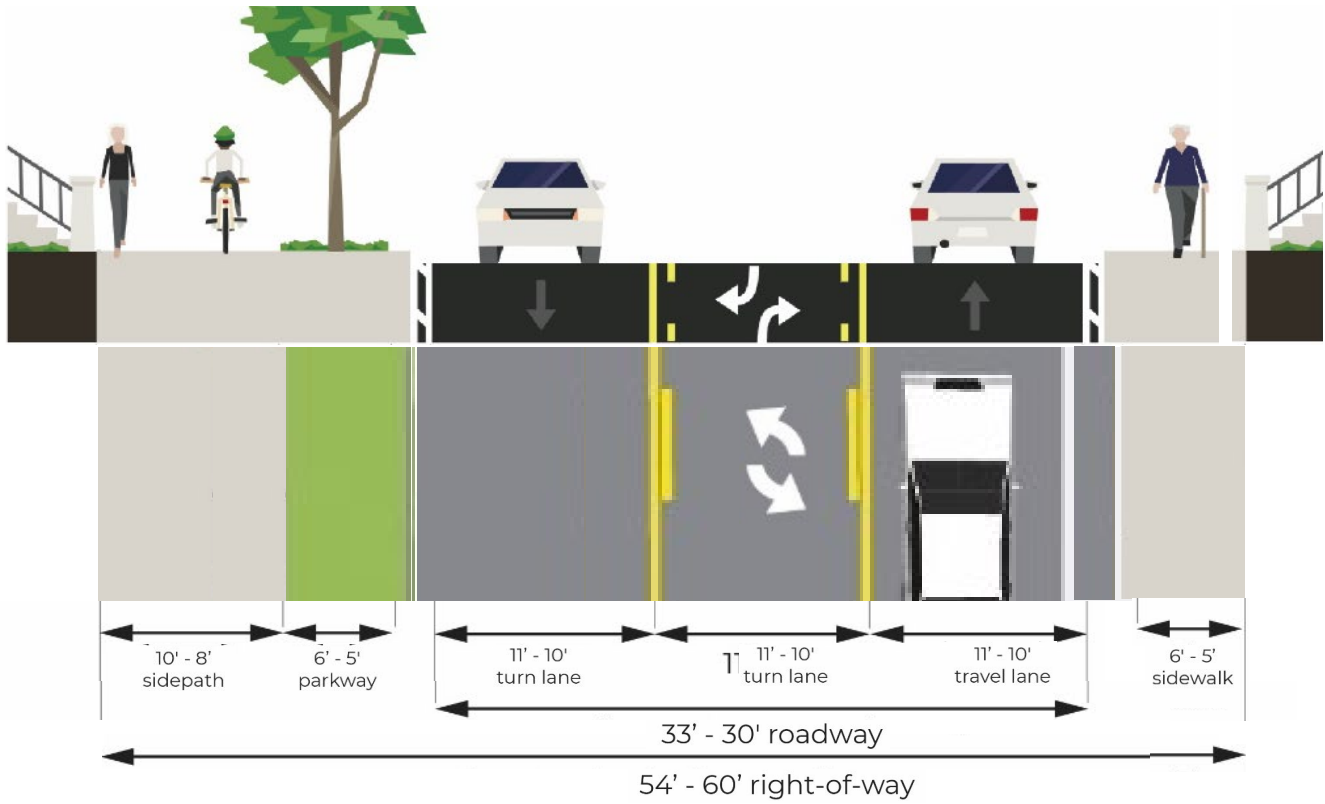 10' - 8’
sidepath
6’ - 5'
parkway
11’ - 10’
turn lane
11 11’ - 10’
turn lane
11’ - 10’
travel lane
6' - 5’
sidewalk
33’ - 30' roadway
54’ - 60’ right-of-way